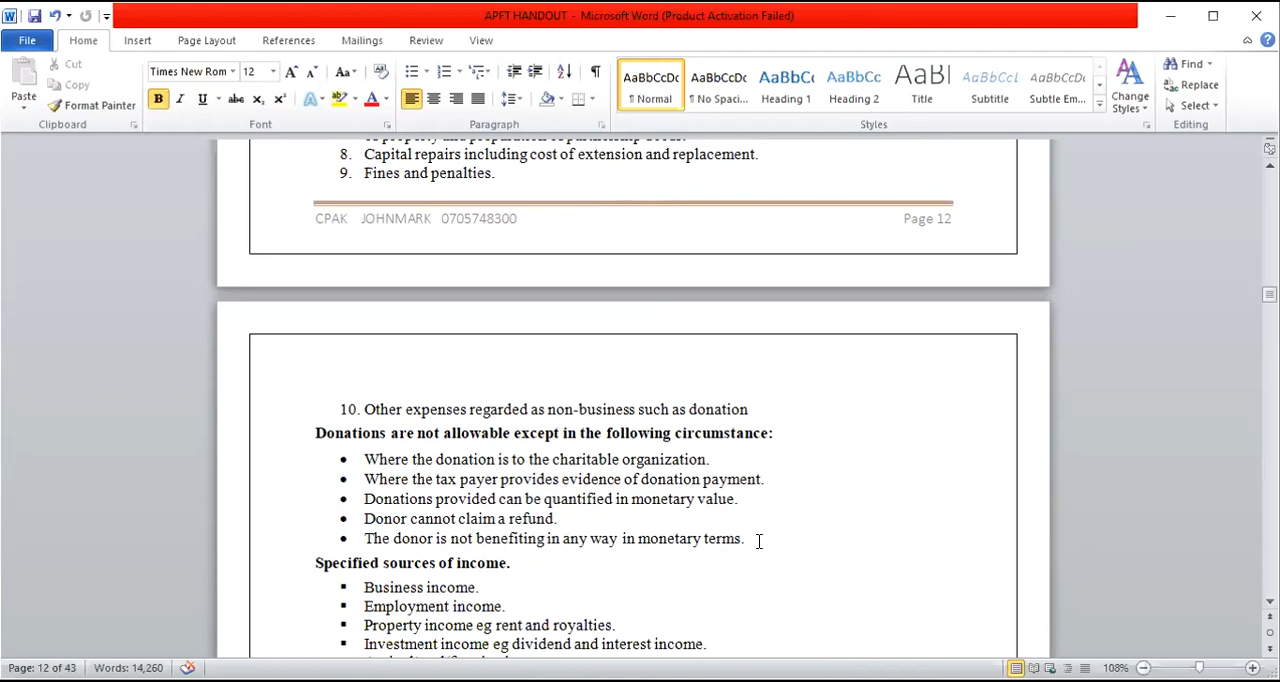 APFT HANDOUT - Microsoft Word (Product Activation Failed)
File Home Insert Page Layout References Mailings Review View
Cut
Copy
Format Painter
Paste
Clipboard
Times New Rom 12
Font
Paragraph
AaBbCcDc AaBbCcDc AaBbC AaBbCc AaB AaBbCcl AaBbCcDc
¶ Normal ¶ No Spaci... Heading 1 Heading 2 Title Subtitle Subtle Em...
Styles
Change
Styles
Find
Replace
Select
Editing
8. Capital repairs including cost of extension and replacement.
9. Fines and penalties.
CPAK JOHNMARK 0705748300 Page 12
10. Other expenses regarded as non-business such as donation
Donations are not allowable except in the following circumstance:
• Where the donation is to the charitable organization.
• Where the tax payer provides evidence of donation payment.
• Donations provided can be quantified in monetary value.
• Donor cannot claim a refund.
• The donor is not benefiting in any way in monetary terms.
Specified sources of income.
▪ Business income.
▪ Employment income.
▪ Property income eg rent and royalties.
▪ Investment income eg dividend and interest income.
Page: 12 of 43 Words: 14,260 108%